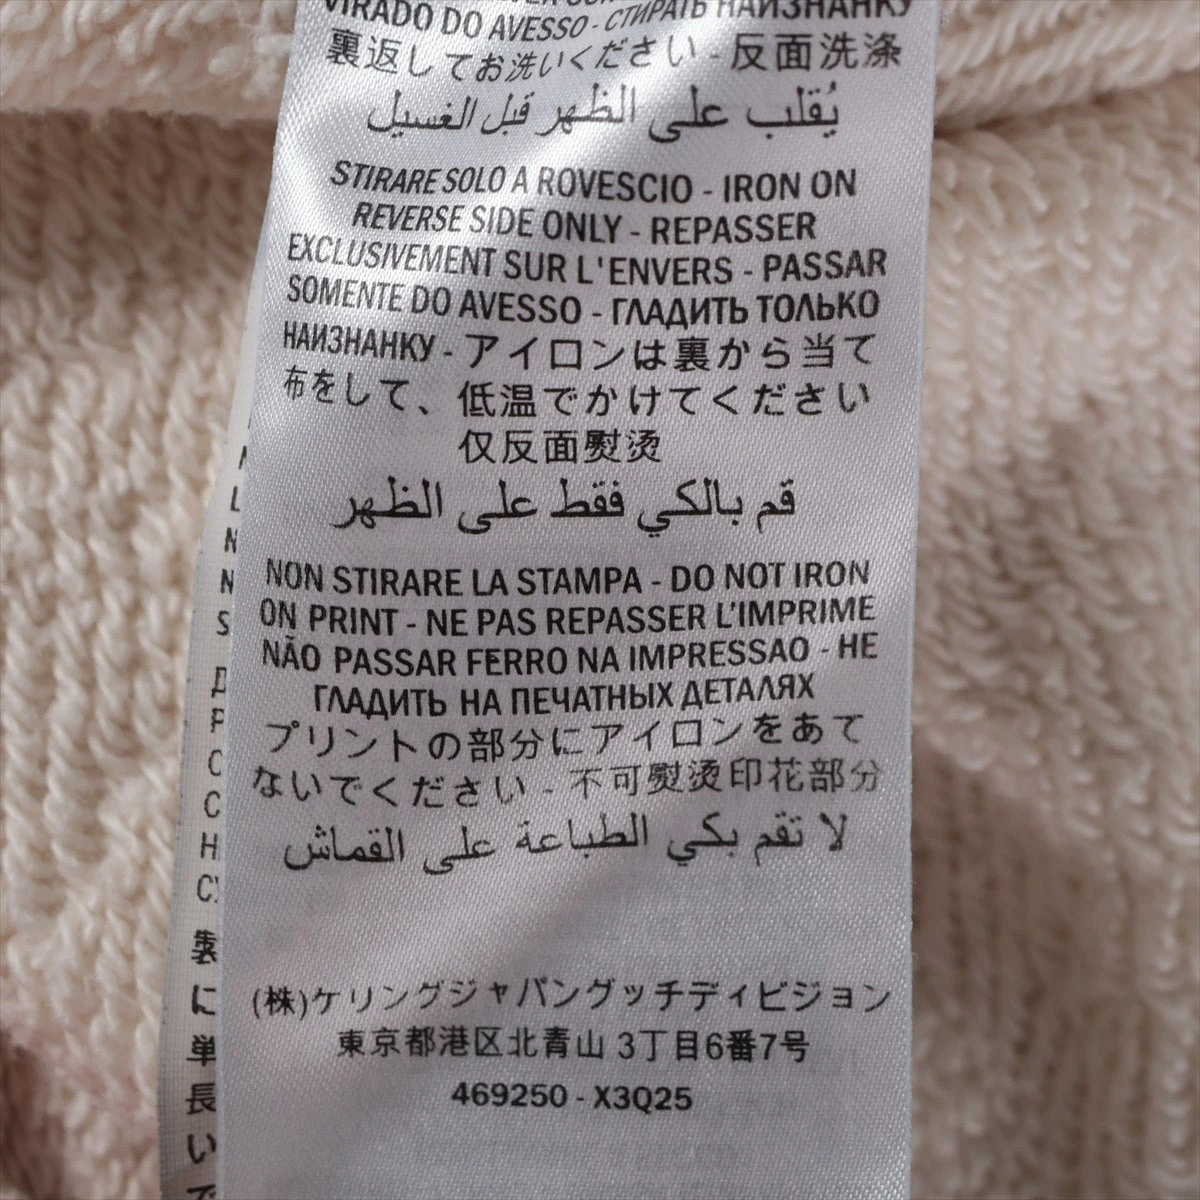 VIRADO DO AVESSO - СТИРАТЬ НАИЗНАНКУ
裏返してお洗いください - 反面洗涤
يُقلب على الظهر قبل الغسيل
STIRARE SOLO A ROVESCIO - IRON ON
REVERSE SIDE ONLY - REPASSER
EXCLUSIVEMENT SUR L'ENVERS - PASSAR
SOMENTE DO AVESSO - ГЛАДИТЬ ТОЛЬКО
НАИЗНАНКУ - アイロンは裏から当て
布をして、低温でかけてください
仅反面熨烫
قم بالكي فقط على الظهر
NON STIRARE LA STAMPA - DO NOT IRON
ON PRINT - NE PAS REPASSER L'IMPRIME
NÃO PASSAR FERRO NA IMPRESSAO - НЕ
ГЛАДИТЬ НА ПЕЧАТНЫХ ДЕТАЛЯХ
プリントの部分にアイロンをあて
ないでください - 不可熨烫印花部分
لا تقم بكي الطباعة على القماش
(株)ケリングジャパングッチディビジョン
東京都港区北青山 3丁目6番7号
469250 - X3Q25